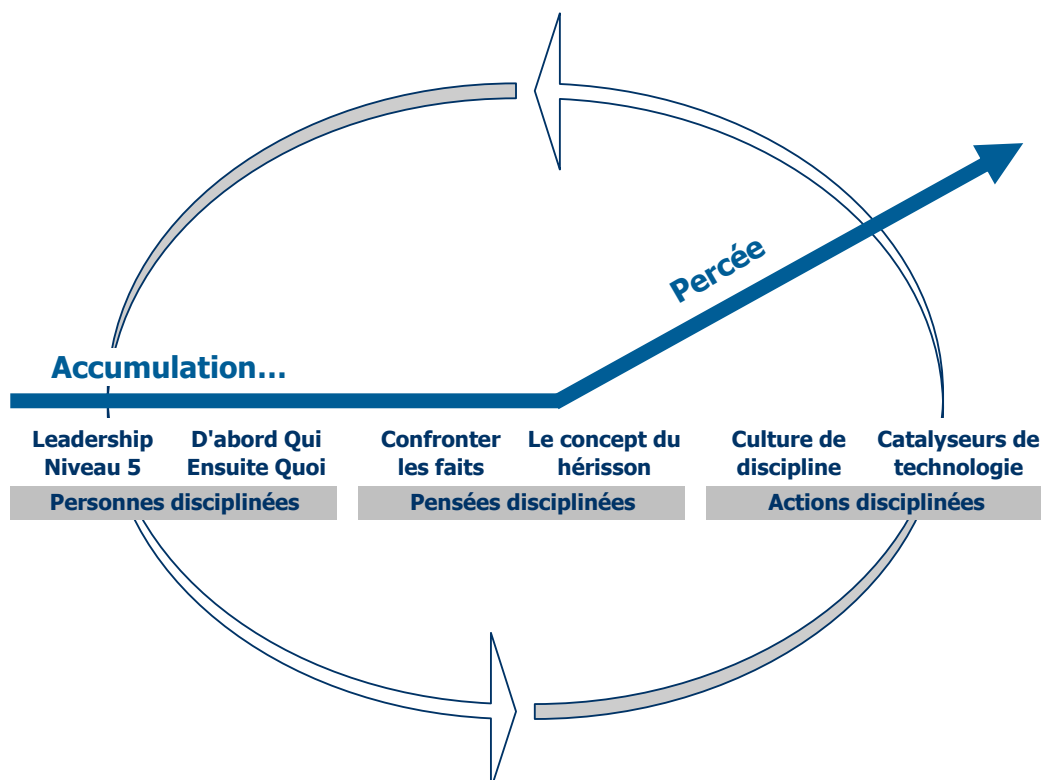 Percée
Accumulation...
Leadership
Niveau 5
D'abord Qui
Ensuite Quoi
Confronter
les faits
Le concept du
hérisson
Culture de
discipline
Catalyseurs de
technologie
Personnes disciplinées
Pensées disciplinées
Actions disciplinées